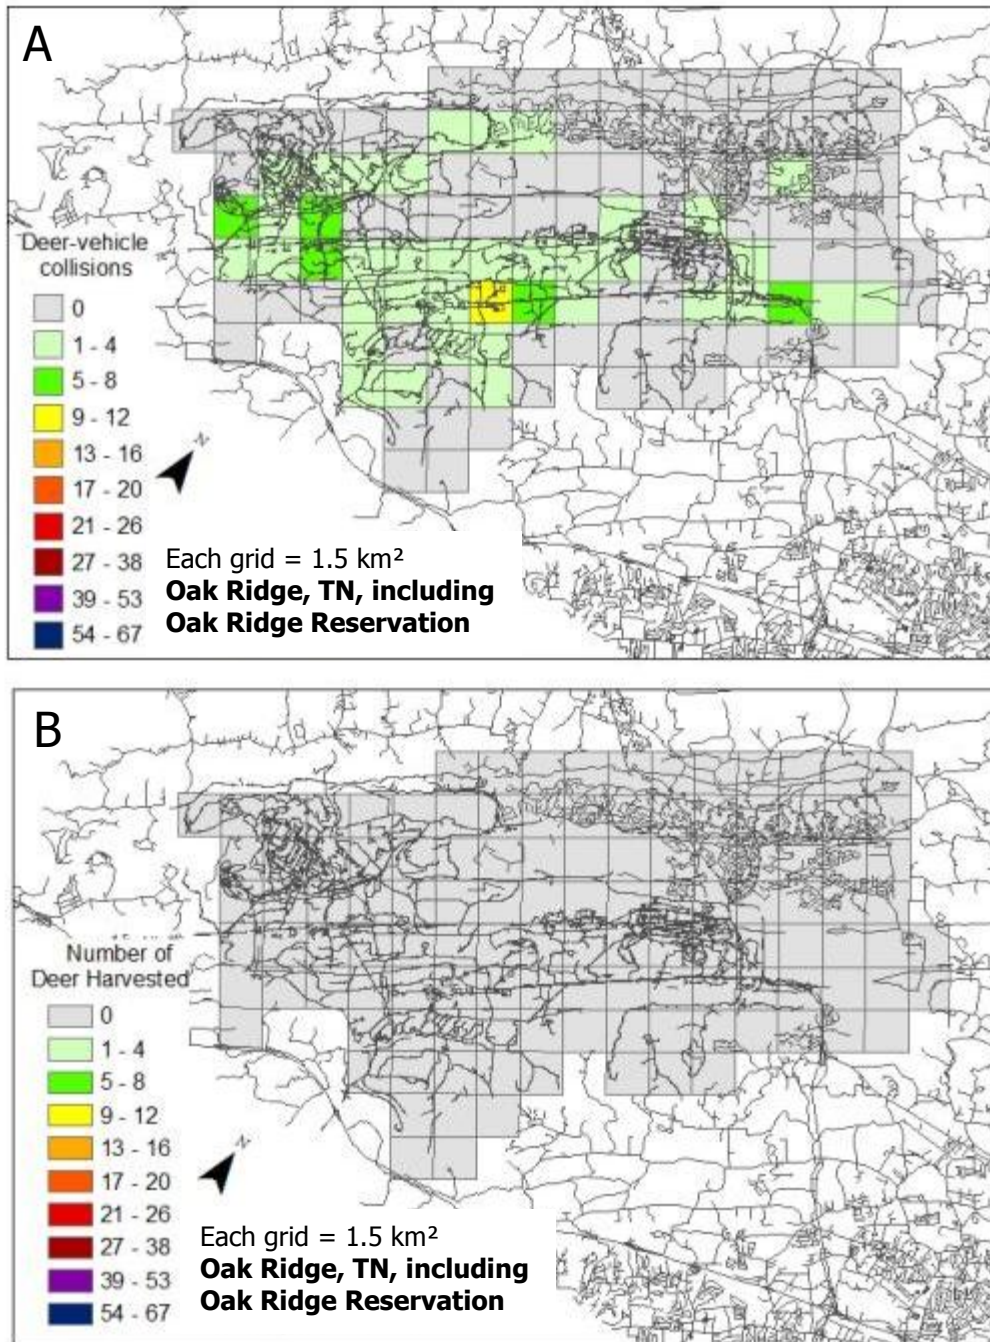 A
Deer-vehicle
collisions
0
1 - 4
5 - 8
9 - 12
13 - 16
17 - 20
21 - 26
27 - 38
39 - 53
54 - 67
N
Each grid = 1.5 km²
Oak Ridge, TN, including
Oak Ridge Reservation
B
Number of
Deer Harvested
0
1 - 4
5 - 8
9 - 12
13 - 16
17 - 20
21 - 26
27 - 38
39 - 53
54 - 67
N
Each grid = 1.5 km²
Oak Ridge, TN, including
Oak Ridge Reservation